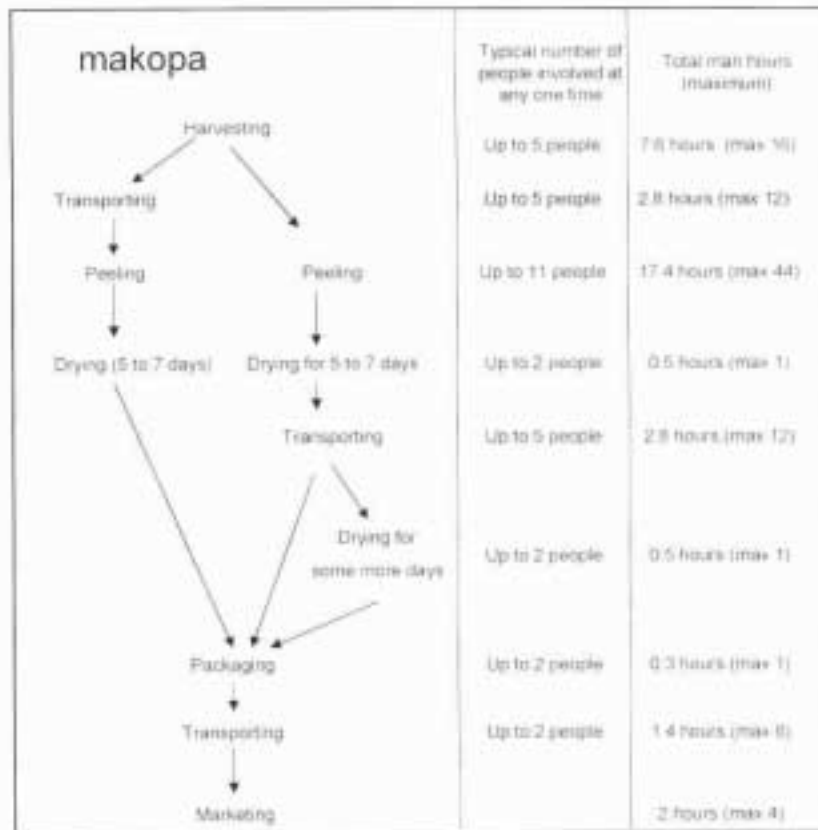 makopa
Typical number of
people involved at
any one time
Total man hours
(maximum)
Harvesting
Up to 5 people
7.6 hours (max 16)
Transporting
Up to 5 people
2.8 hours (max 12)
Peeling
Peeling
Up to 11 people
17.4 hours (max 44)
Drying (5 to 7 days)
Drying for 5 to 7 days
Up to 2 people
0.5 hours (max 1)
Transporting
Up to 5 people
2.8 hours (max 12)
Drying for
some more days
Up to 2 people
0.5 hours (max 1)
Packaging
Up to 2 people
0.3 hours (max 1)
Transporting
Up to 2 people
1.4 hours (max
Marketing
2 hours (max 4)